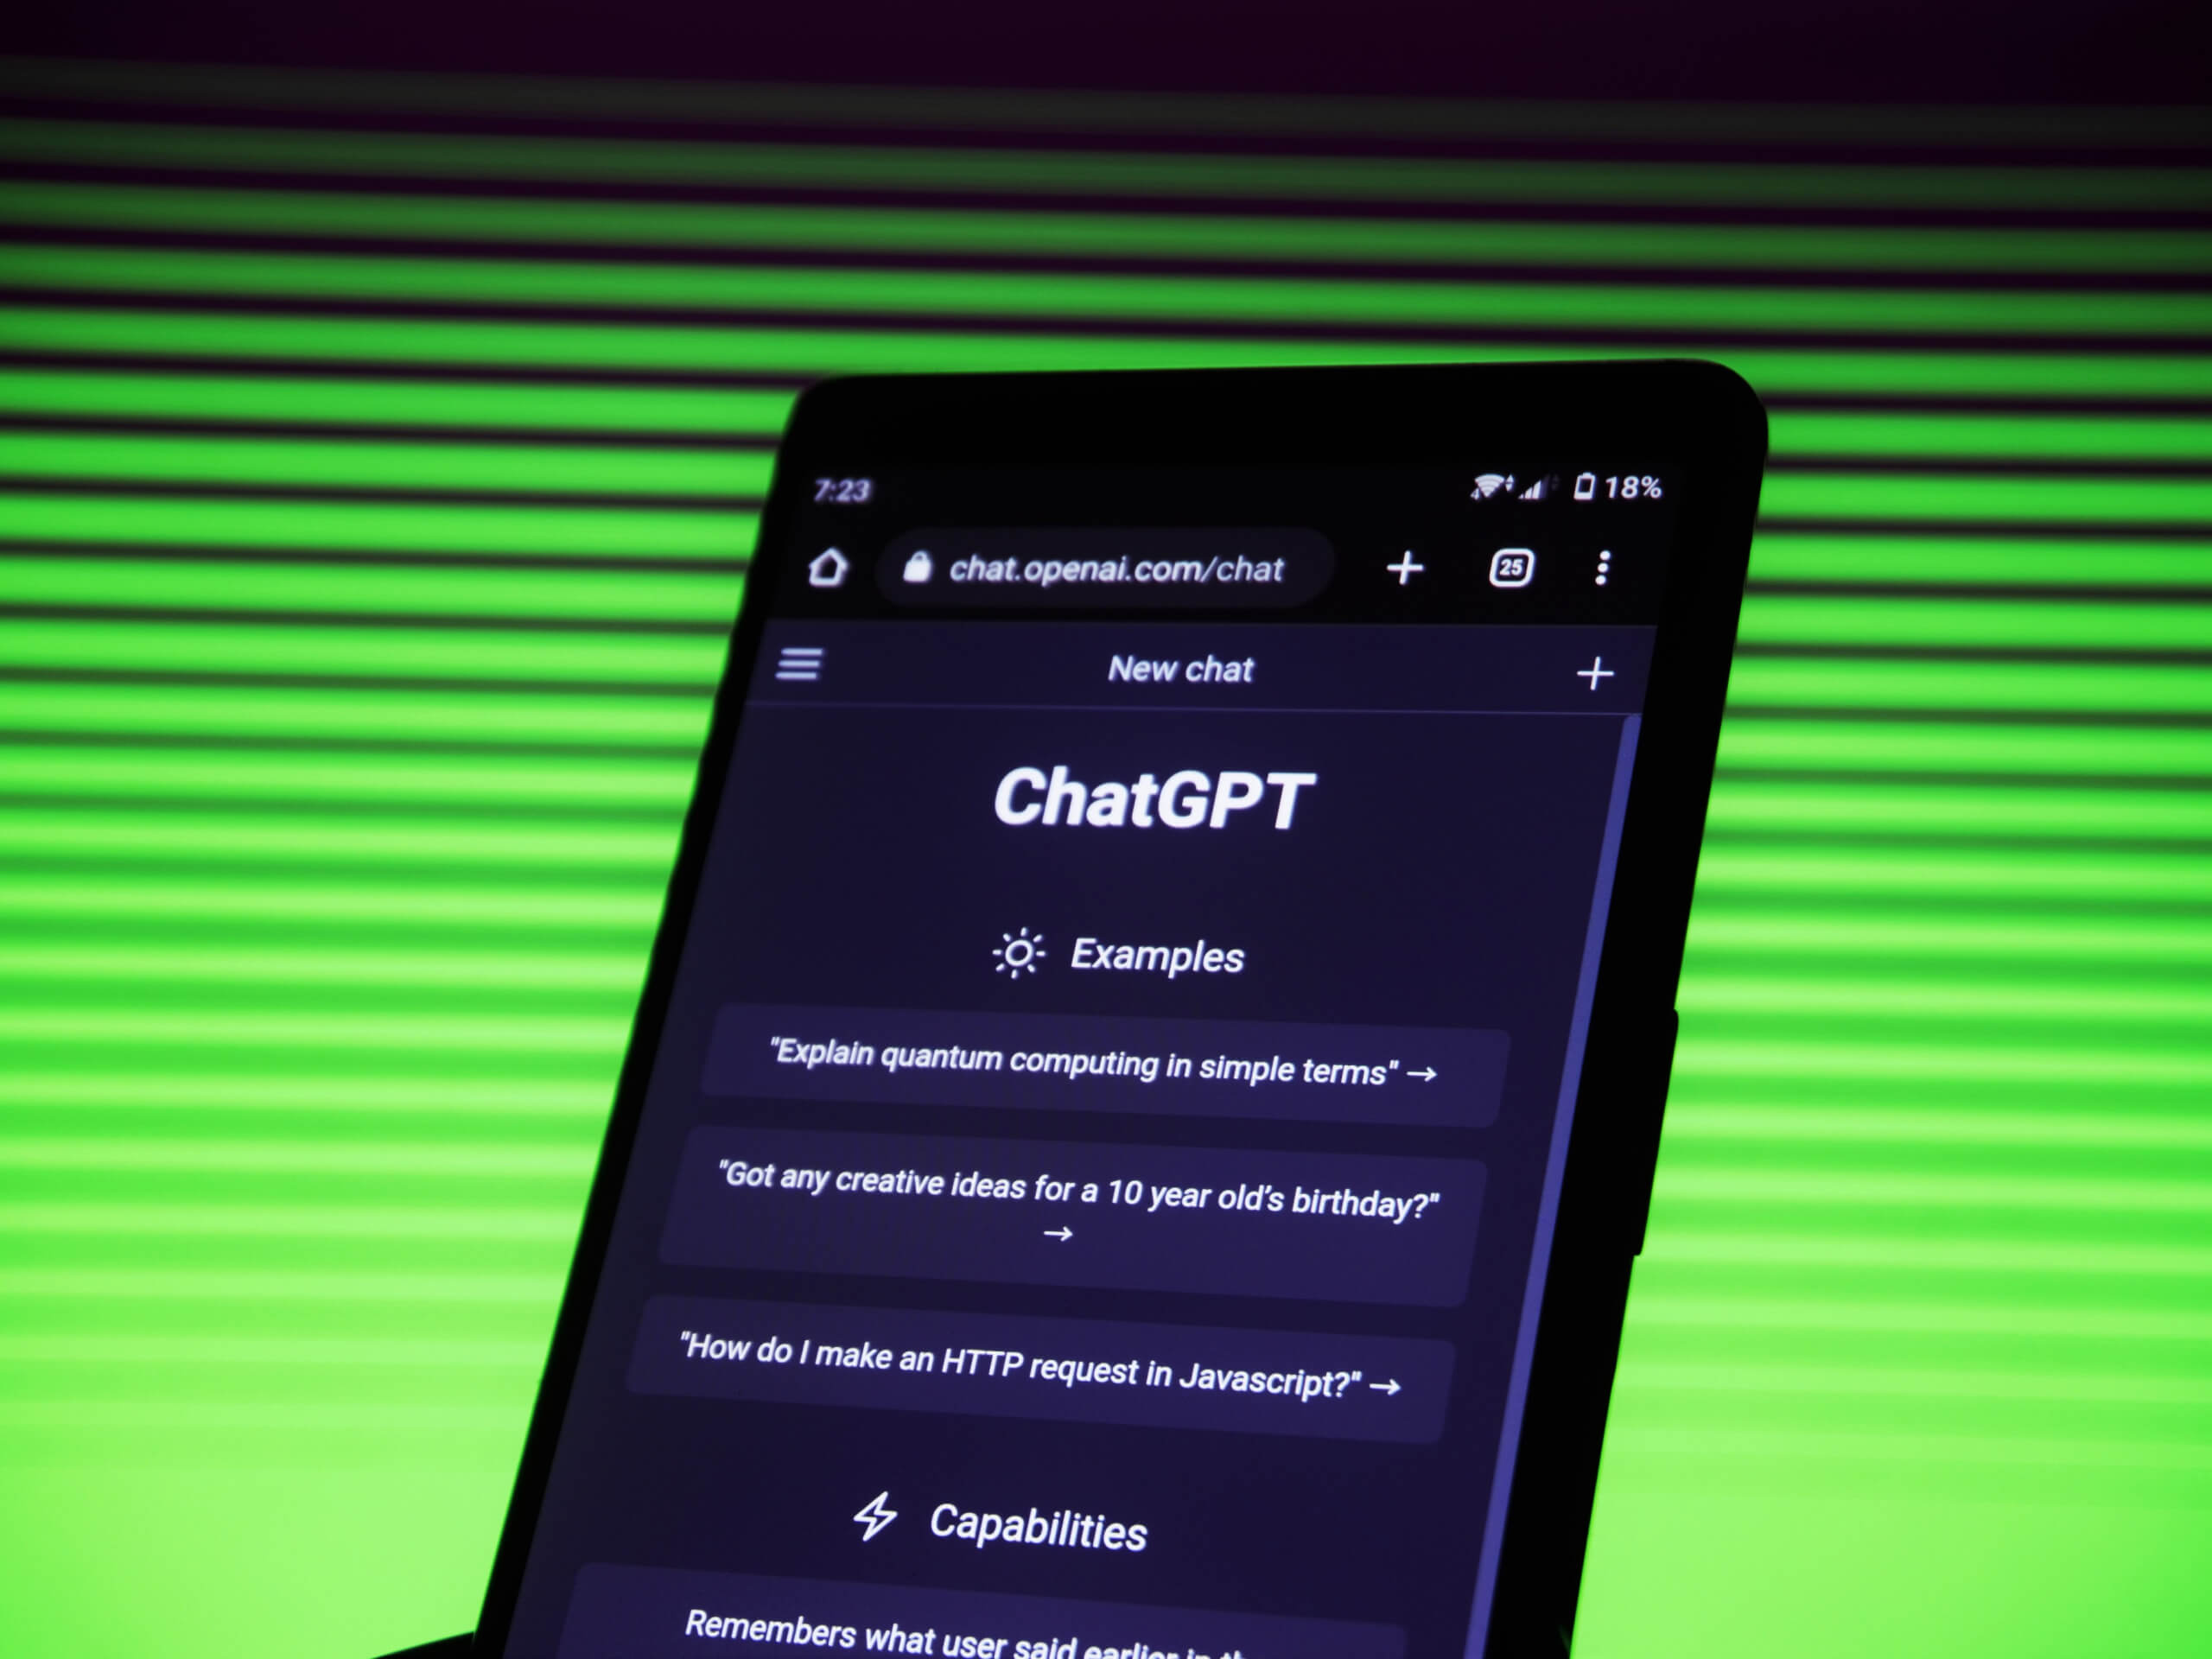 7:23
18%
chat.openai.com/chat
25
New chat
ChatGPT
Examples
"Explain quantum computing in simple terms" →
"Got any creative ideas for a 10 year old’s birthday?"
→
"How do I make an HTTP request in Javascript?" →
Capabilities
Remembers what user said earlier in